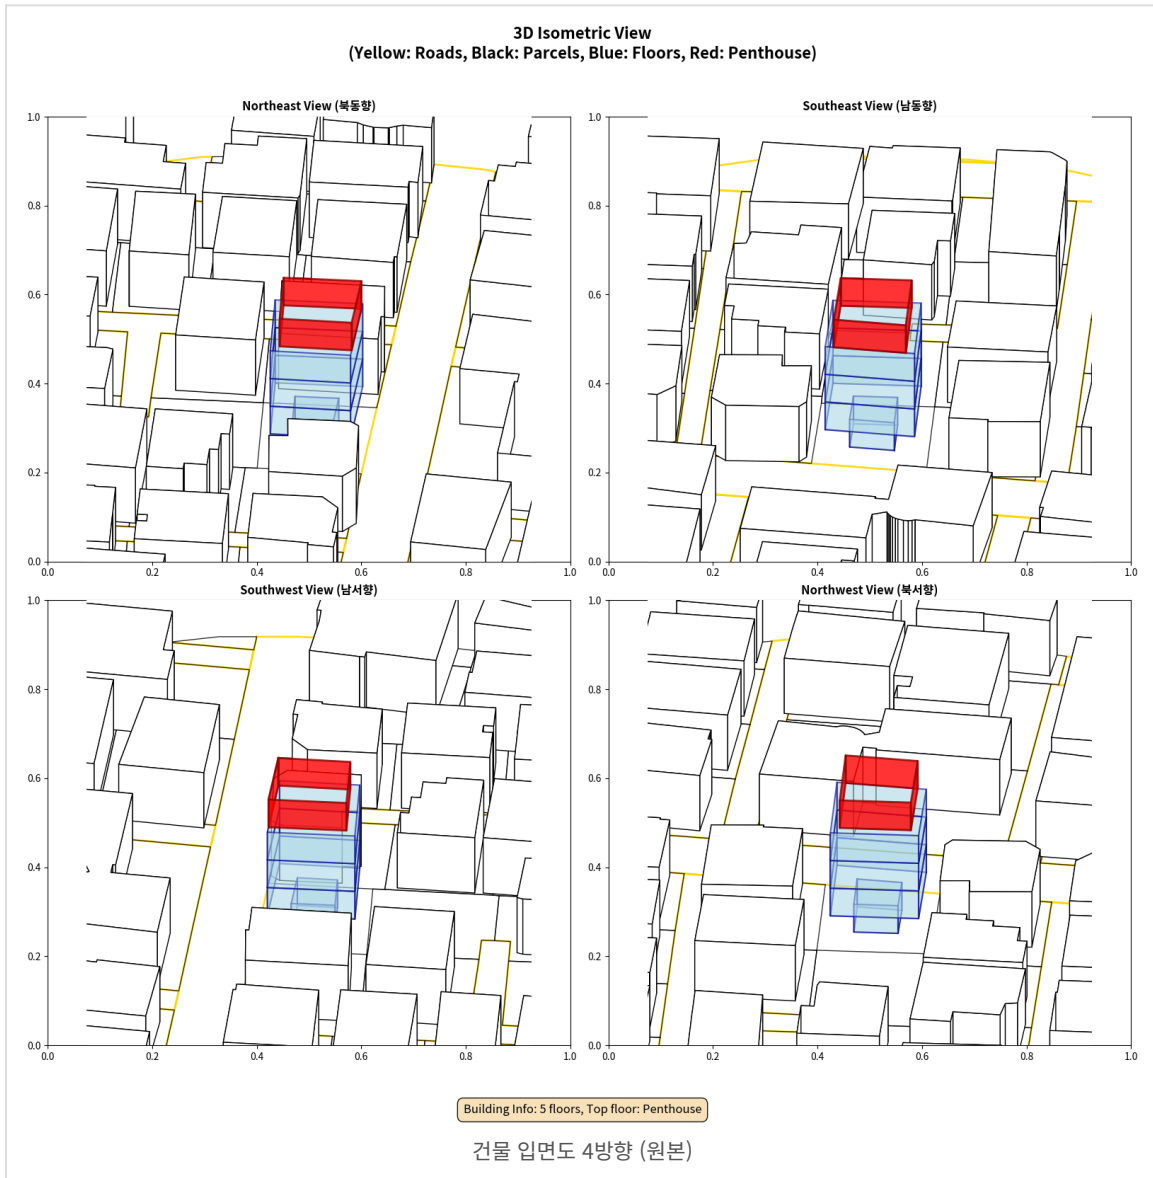 3D Isometric View
(Yellow: Roads, Black: Parcels, Blue: Floors, Red: Penthouse)
Northeast View (북동향)
1.0
0.8
0.6
0.4
0.2
0.0
0.0 0.2 0.4 0.6 0.8 1.0
Southeast View (남동향)
1.0
0.8
0.6
0.4
0.2
0.0
0.0 0.2 0.4 0.6 0.8 1.0
Southwest View (남서향)
1.0
0.8
0.6
0.4
0.2
0.0
0.0 0.2 0.4 0.6 0.8 1.0
Northwest View (북서향)
1.0
0.8
0.6
0.4
0.2
0.0
0.0 0.2 0.4 0.6 0.8 1.0
Building Info: 5 floors, Top floor: Penthouse
건물 입면도 4방향 (원본)